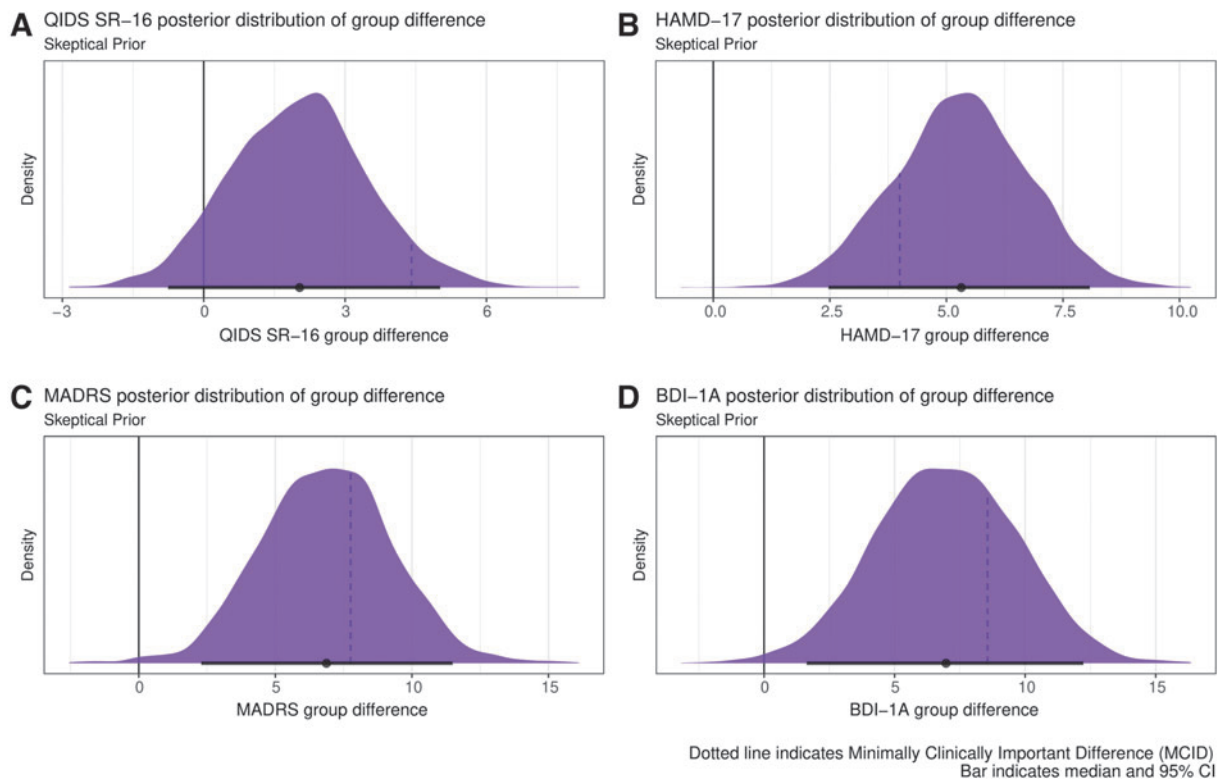 A QIDS SR−16 posterior distribution of group difference
Skeptical Prior
Density
−3 0 3 6
QIDS SR−16 group difference
B HAMD−17 posterior distribution of group difference
Skeptical Prior
Density
0.0 2.5 5.0 7.5 10.0
HAMD−17 group difference
C MADRS posterior distribution of group difference
Skeptical Prior
Density
0 5 10 15
MADRS group difference
D BDI−1A posterior distribution of group difference
Skeptical Prior
Density
0 5 10 15
BDI−1A group difference
Dotted line indicates Minimally Clinically Important Difference (MCID)
Bar indicates median and 95% CI